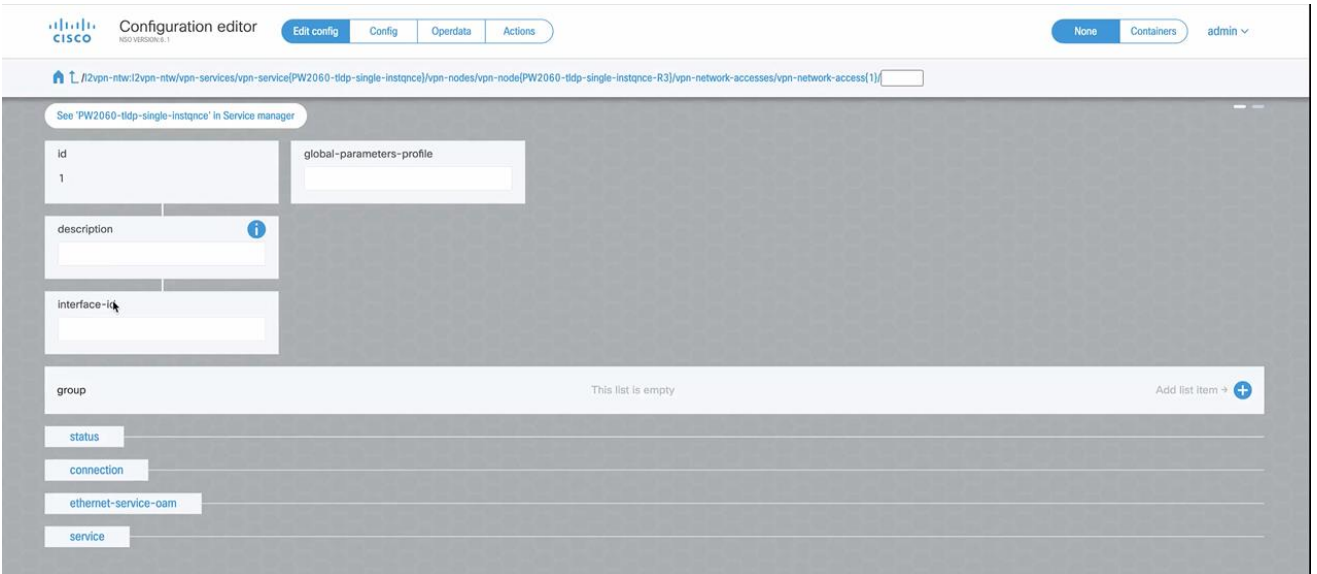 CISCO
Configuration editor
NSO VERSION:6.1
Edit config Config Operdata Actions
None Containers admin
/l2vpn-ntw:l2vpn-ntw/vpn-services/vpn-service{PW2060-tldp-single-instqnce}/vpn-nodes/vpn-node{PW2060-tldp-single-instqnce-R3}/vpn-network-accesses/vpn-network-access{1}/
See 'PW2060-tldp-single-instqnce' in Service manager
id
1
global-parameters-profile
description
i
interface-id
group This list is empty Add list item →
status
connection
ethernet-service-oam
service